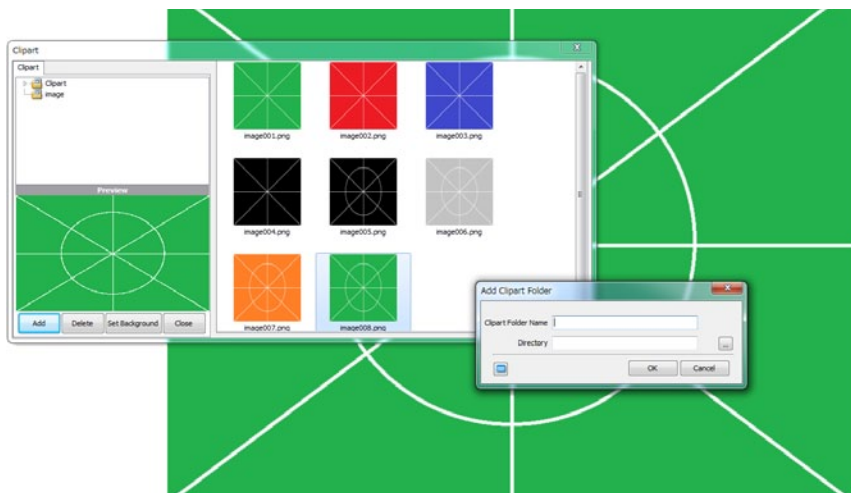 Clipart
Clipart
Clipart
image
Preview
Add
Delete
Set Background
Close
image001.png
image002.png
image003.png
image004.png
image005.png
image006.png
image007.png
image008.png
Add Clipart Folder
Clipart Folder Name
Directory
...
OK
Cancel